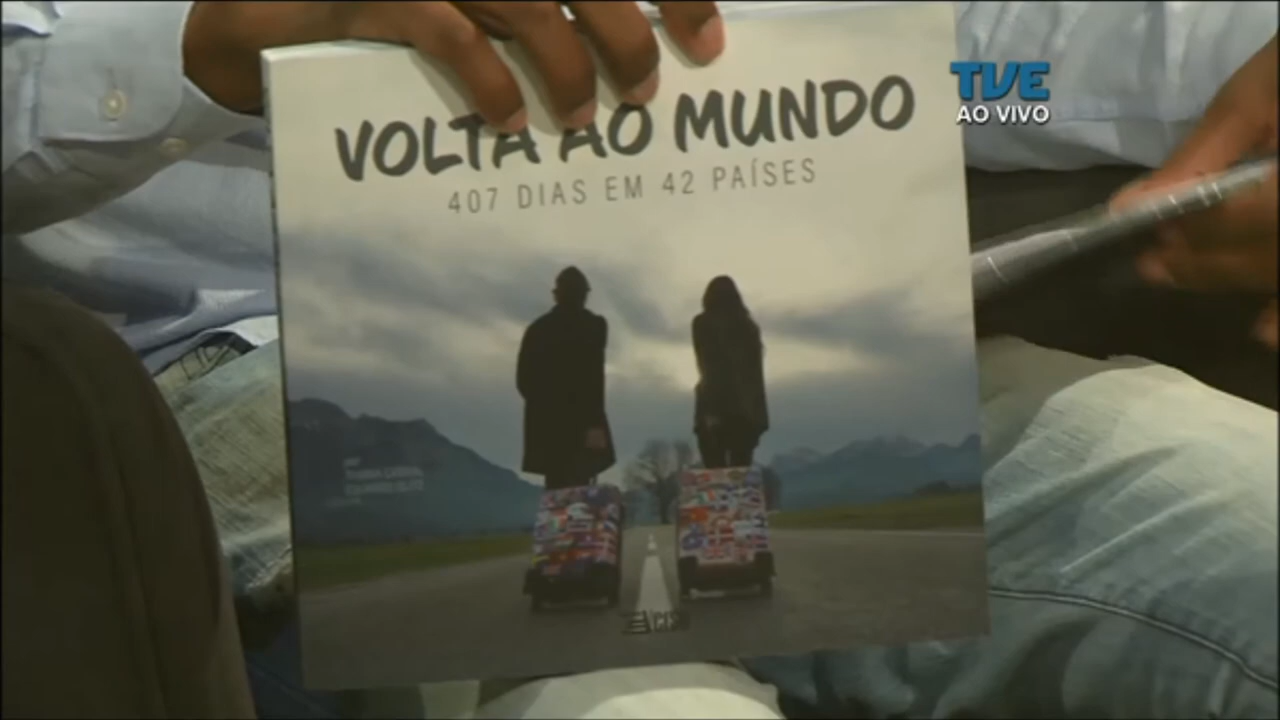 VOLTA AO MUNDO
407 DIAS EM 42 PAÍSES
TVE
AO VIVO